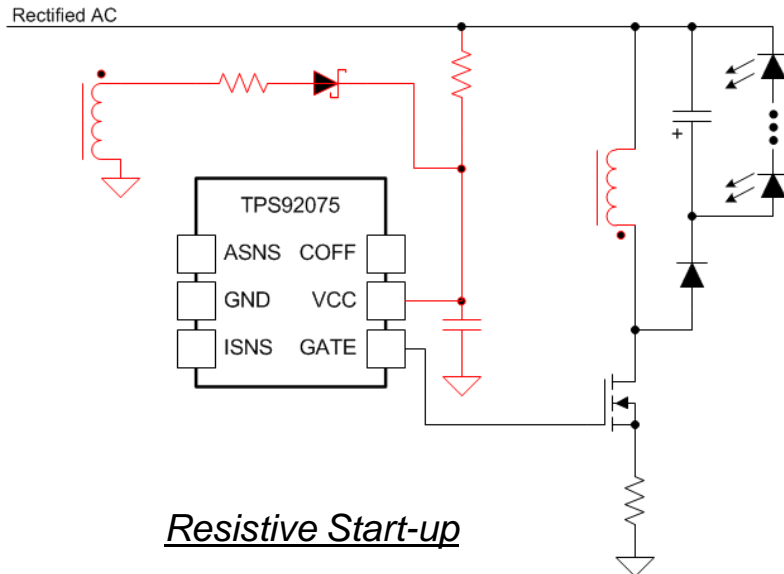 Rectified AC
TPS92075
ASNS COFF
GND VCC
ISNS GATE
+
Resistive Start-up